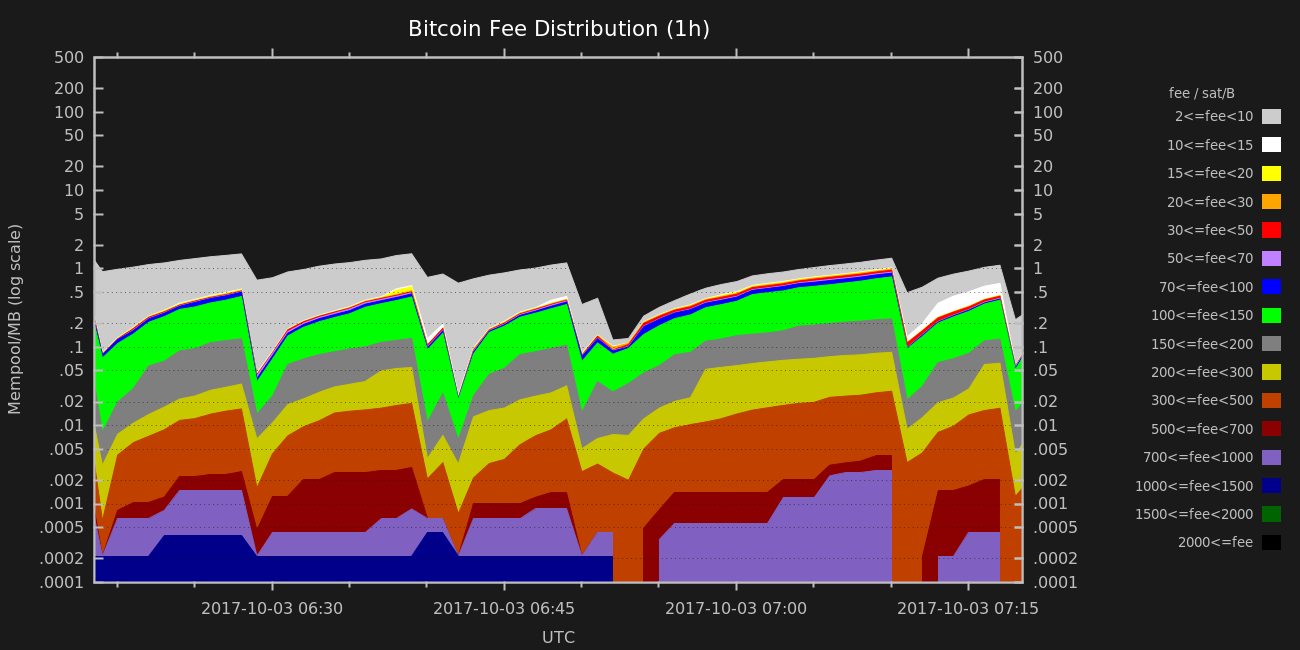 Bitcoin Fee Distribution (1h)
Mempool/MB (log scale)
500
200
100
50
20
10
5
2
1
.5
.2
.1
.05
.02
.01
.005
.002
.001
.0005
.0002
.0001
500
200
100
50
20
10
5
2
1
.5
.2
.1
.05
.02
.01
.005
.002
.001
.0005
.0002
.0001
fee / sat/B
2<=fee<10
10<=fee<15
15<=fee<20
20<=fee<30
30<=fee<50
50<=fee<70
70<=fee<100
100<=fee<150
150<=fee<200
200<=fee<300
300<=fee<500
500<=fee<700
700<=fee<1000
1000<=fee<1500
1500<=fee<2000
2000<=fee
2017-10-03 06:30 2017-10-03 06:45 2017-10-03 07:00 2017-10-03 07:15
UTC